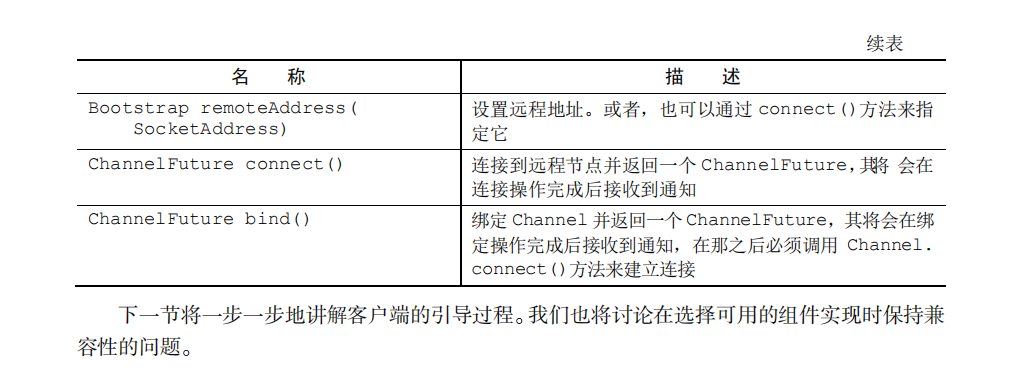 续表
名 称 描 述
Bootstrap remoteAddress( 设置远程地址。或者，也可以通过 connect()方法来指
SocketAddress) 定它
ChannelFuture connect() 连接到远程节点并返回一个 ChannelFuture，其将 会在
连接操作完成后接收到通知
ChannelFuture bind() 绑定 Channel 并返回一个 ChannelFuture，其将会在绑
定操作完成后接收到通知，在那之后必须调用 Channel.
connect()方法来建立连接
下一节将一步一步地讲解客户端的引导过程。我们也将讨论在选择可用的组件实现时保持兼
容性的问题。